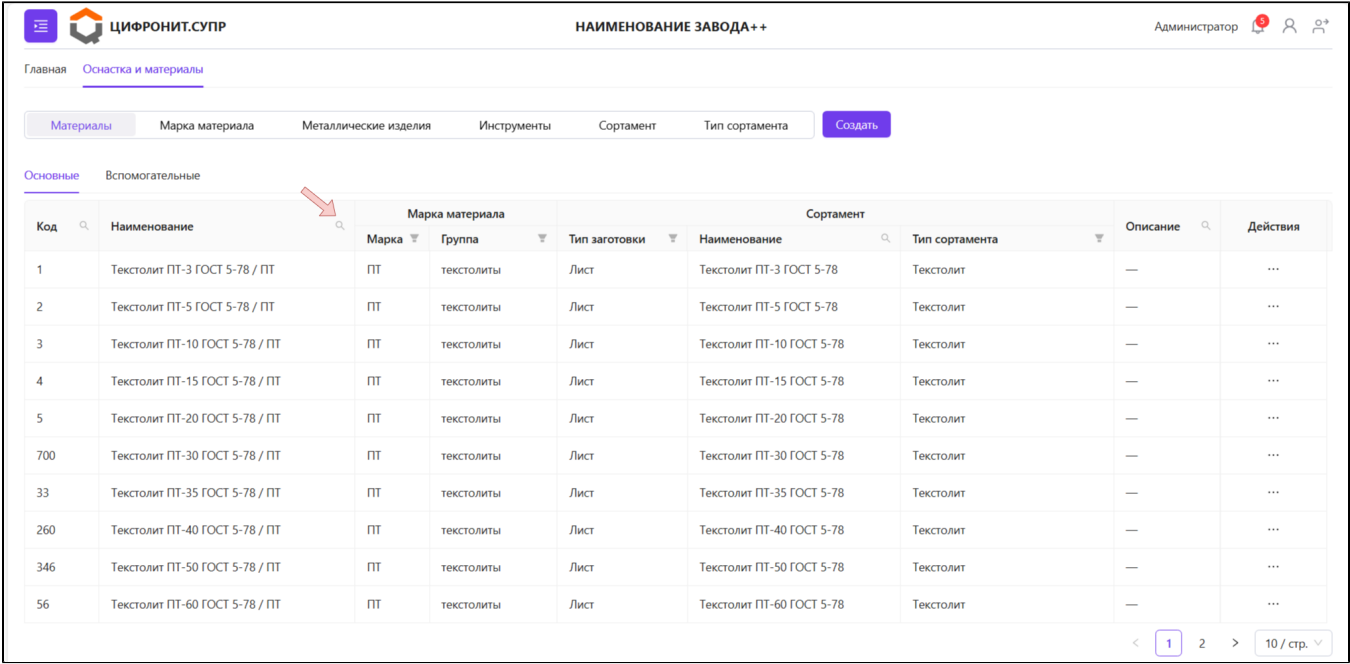 ЦИФРОНИТ.СУПР НАИМЕНОВАНИЕ ЗАВОДА++ Администратор 5
Главная Оснастка и материалы
Материалы Марка материала Металлические изделия Инструменты Сортамент Тип сортамента Создать
Основные Вспомогательные
Код Наименование Марка материала Сортамент Описание Действия
Марка Группа Тип заготовки Наименование Тип сортамента
1 Текстолит ПТ-3 ГОСТ 5-78 / ПТ ПТ текстолиты Лист Текстолит ПТ-3 ГОСТ 5-78 Текстолит — ...
2 Текстолит ПТ-5 ГОСТ 5-78 / ПТ ПТ текстолиты Лист Текстолит ПТ-5 ГОСТ 5-78 Текстолит — ...
3 Текстолит ПТ-10 ГОСТ 5-78 / ПТ ПТ текстолиты Лист Текстолит ПТ-10 ГОСТ 5-78 Текстолит — ...
4 Текстолит ПТ-15 ГОСТ 5-78 / ПТ ПТ текстолиты Лист Текстолит ПТ-15 ГОСТ 5-78 Текстолит — ...
5 Текстолит ПТ-20 ГОСТ 5-78 / ПТ ПТ текстолиты Лист Текстолит ПТ-20 ГОСТ 5-78 Текстолит — ...
700 Текстолит ПТ-30 ГОСТ 5-78 / ПТ ПТ текстолиты Лист Текстолит ПТ-30 ГОСТ 5-78 Текстолит — ...
33 Текстолит ПТ-35 ГОСТ 5-78 / ПТ ПТ текстолиты Лист Текстолит ПТ-35 ГОСТ 5-78 Текстолит — ...
260 Текстолит ПТ-40 ГОСТ 5-78 / ПТ ПТ текстолиты Лист Текстолит ПТ-40 ГОСТ 5-78 Текстолит — ...
346 Текстолит ПТ-50 ГОСТ 5-78 / ПТ ПТ текстолиты Лист Текстолит ПТ-50 ГОСТ 5-78 Текстолит — ...
56 Текстолит ПТ-60 ГОСТ 5-78 / ПТ ПТ текстолиты Лист Текстолит ПТ-60 ГОСТ 5-78 Текстолит — ...
< 1 2 > 10 / стр.